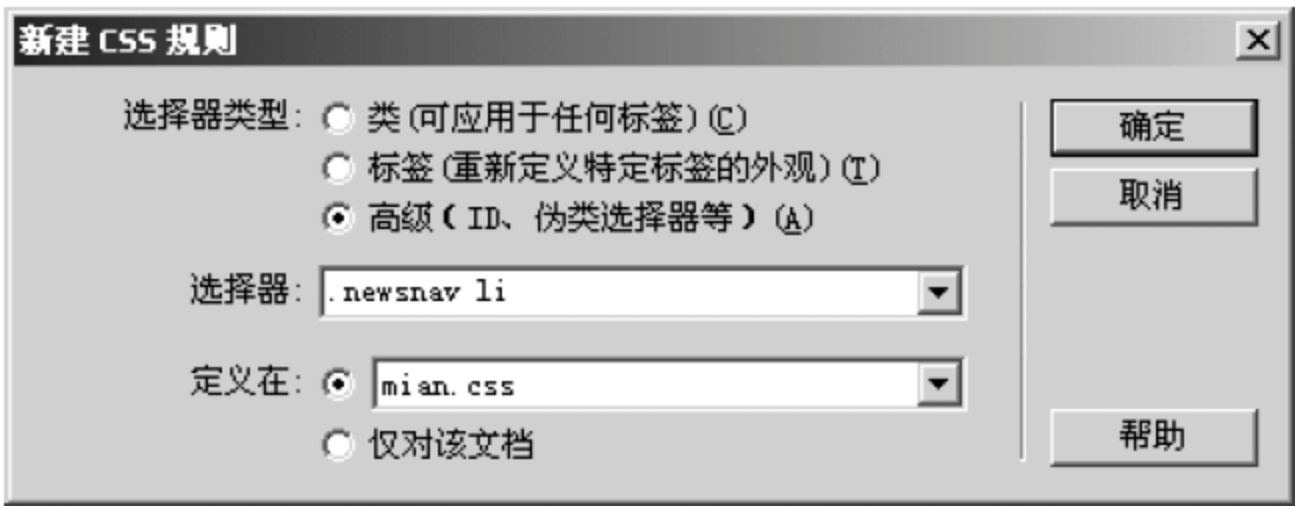 新建 CSS 规则
选择器类型: 类(可应用于任何标签)(C)
标签(重新定义特定标签的外观)(T)
高级(ID、伪类选择器等)(A)
选择器: .newsnav li
定义在: mian.css
仅对该文档
确定
取消
帮助